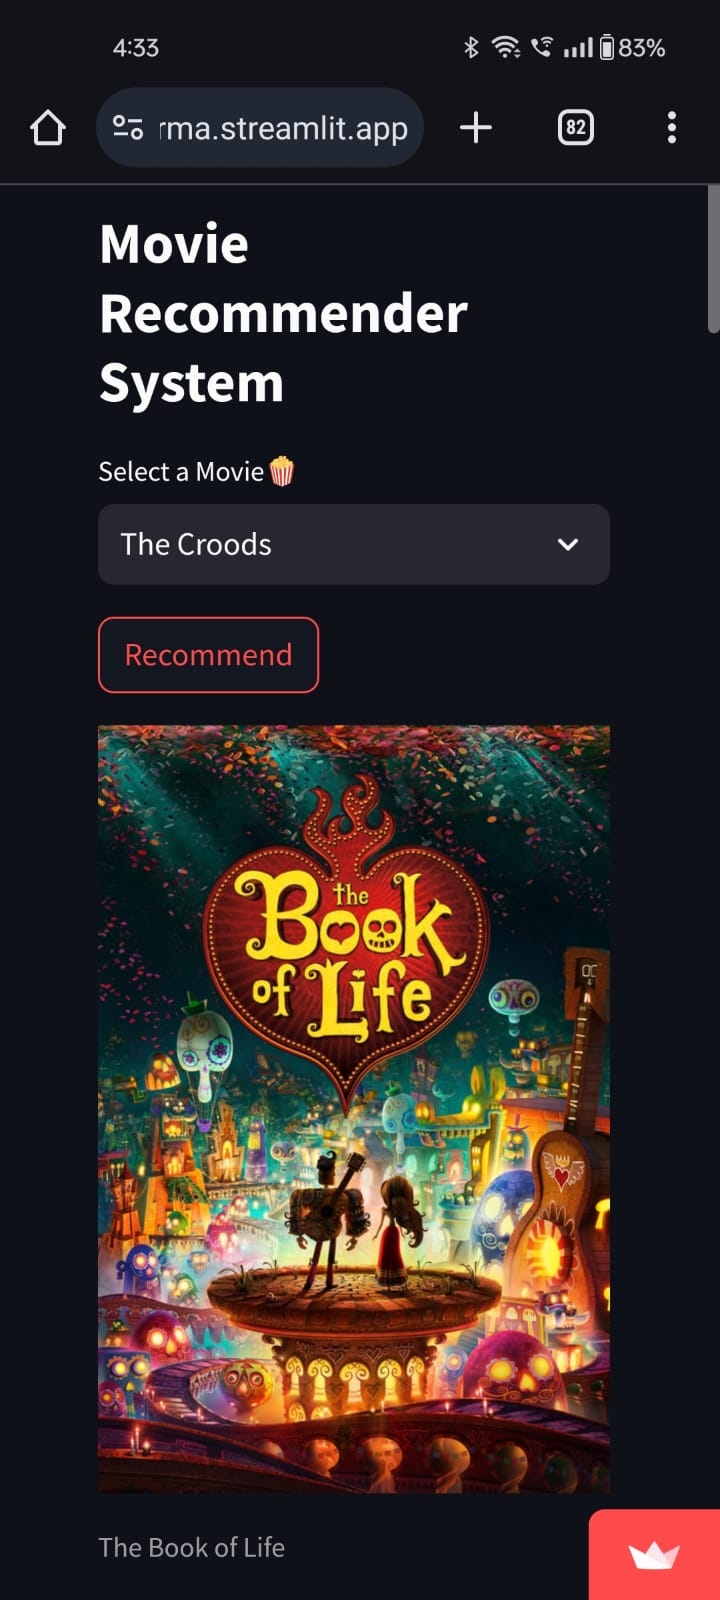 4:33
83%
rma.streamlit.app
82
Movie
Recommender
System
Select a Movie🍿
The Croods
Recommend
the
Book
of Life
The Book of Life